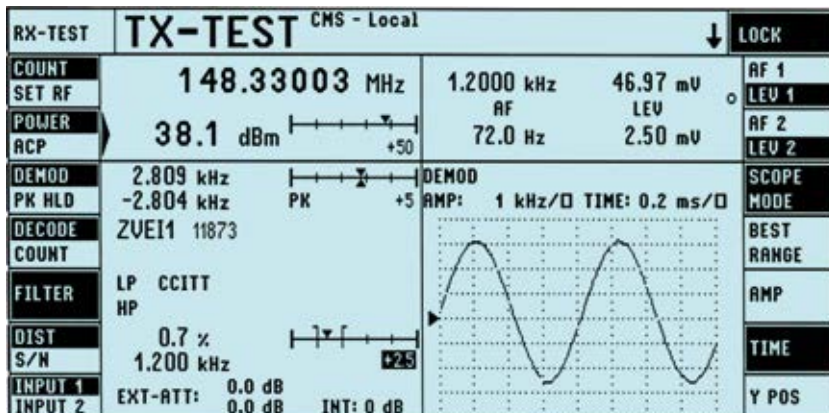 RX-TEST TX-TEST CMS - Local LOCK
COUNT
SET RF
148.33003 MHz
1.2000 kHz 46.97 mV
AF LEV
72.0 Hz 2.50 mV
AF 1
LEV 1
AF 2
LEV 2
POWER
ACP
38.1 dBm
+50
DEMOD
PK HLD
2.809 kHz
-2.804 kHz PK +5
DEMOD
AMP: 1 kHz/□ TIME: 0.2 ms/□
SCOPE
MODE
DECODE
COUNT
ZVEI1 11873
BEST
RANGE
FILTER
LP CCITT
HP
AMP
DIST
S/N
0.7 %
1.200 kHz +2.5
TIME
INPUT 1
INPUT 2
EXT-ATT: 0.0 dB
0.0 dB INT: 0 dB
Y POS